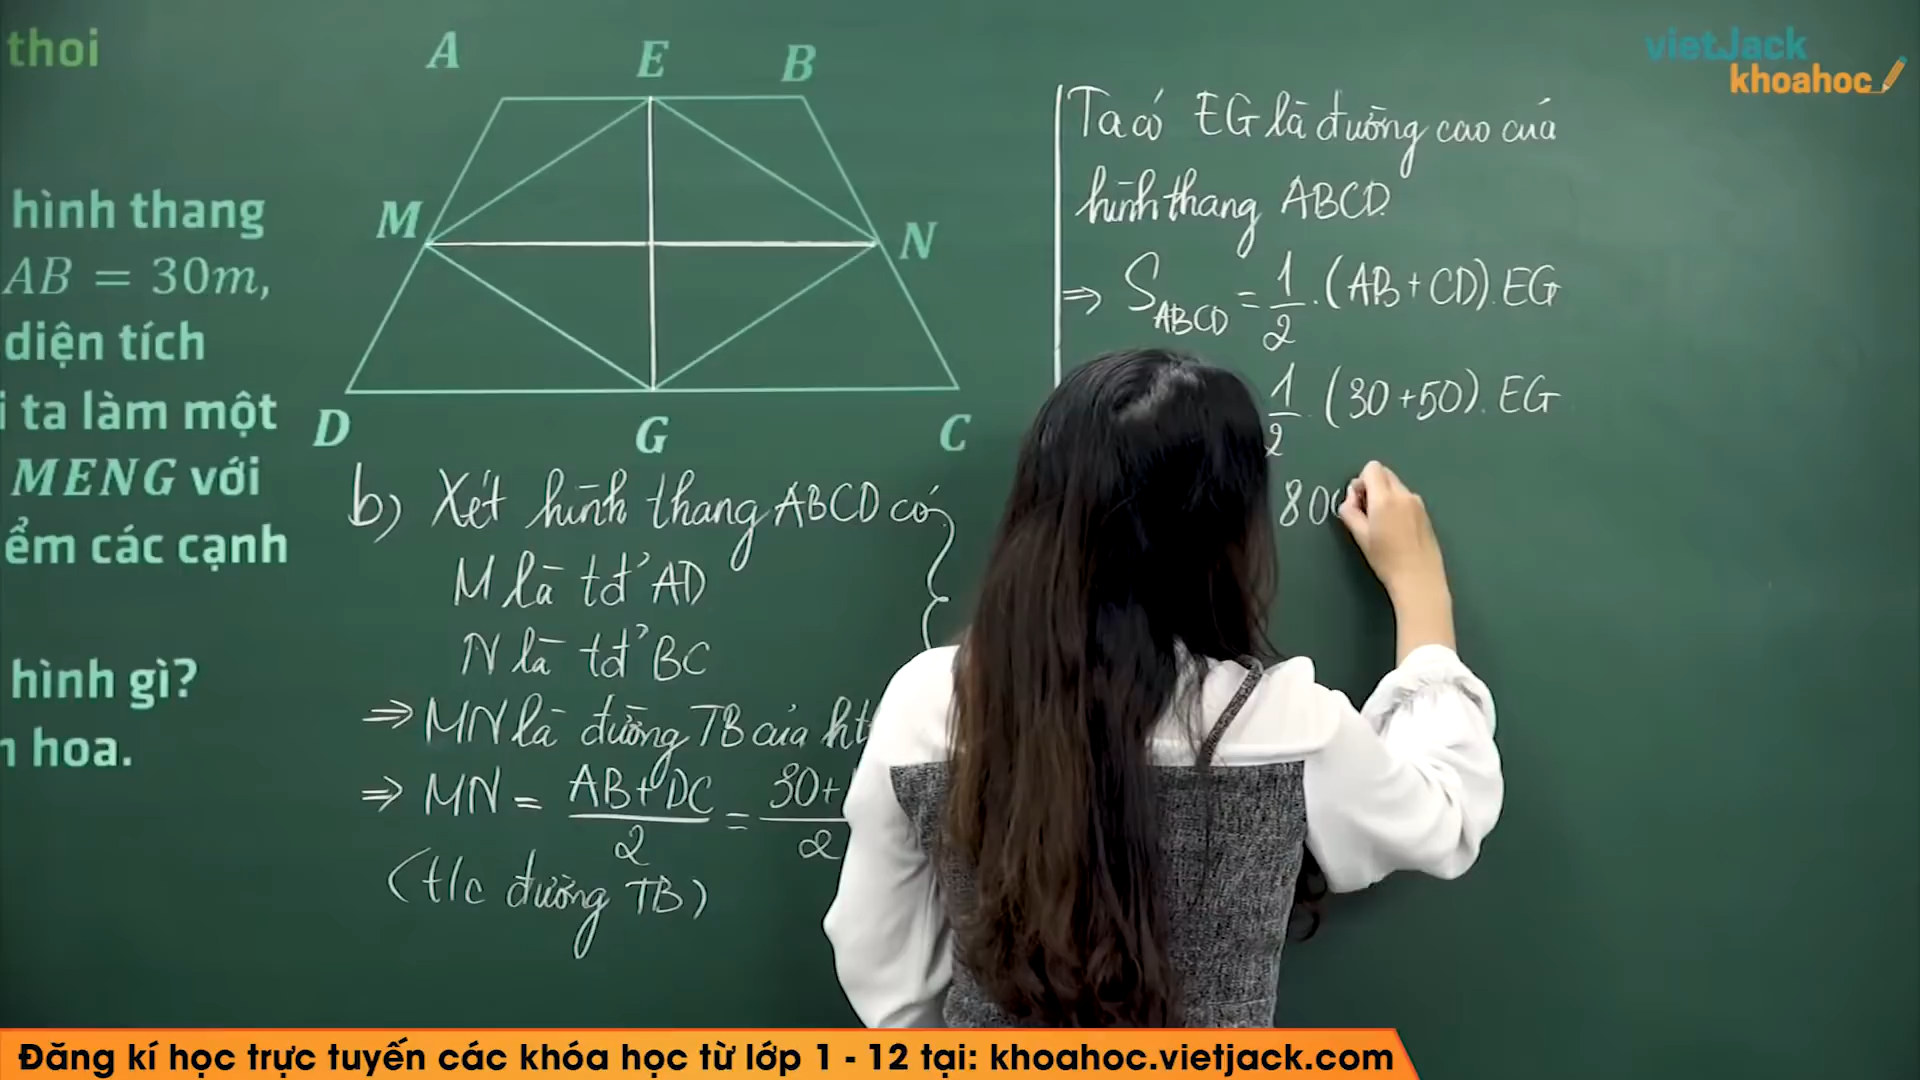 thoi
hình thang
AB = 30m,
diện tích
ta làm một
MENG với
ểm các cạnh
hình gì?
hoa.
A E B
M N
D G C
b) Xét hình thang ABCD có
M là tđ' AD
N là tđ' BC
⇒ MN là đường TB của ht
⇒ MN = (AB+DC)/2 = (30+)/2
(t/c đường TB)
Ta có EG là đường cao của
hình thang ABCD.
⇒ S_ABCD = 1/2 . (AB + CD) . EG
1/2 . (30 + 50) . EG
800
vietJack
khoahoc
Đăng kí học trực tuyến các khóa học từ lớp 1 - 12 tại: khoahoc.vietjack.com